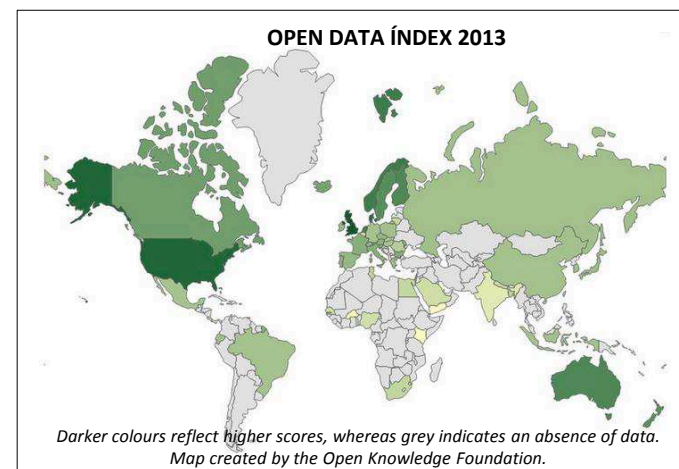 OPEN DATA ÍNDEX 2013
Darker colours reflect higher scores, whereas grey indicates an absence of data.
Map created by the Open Knowledge Foundation.